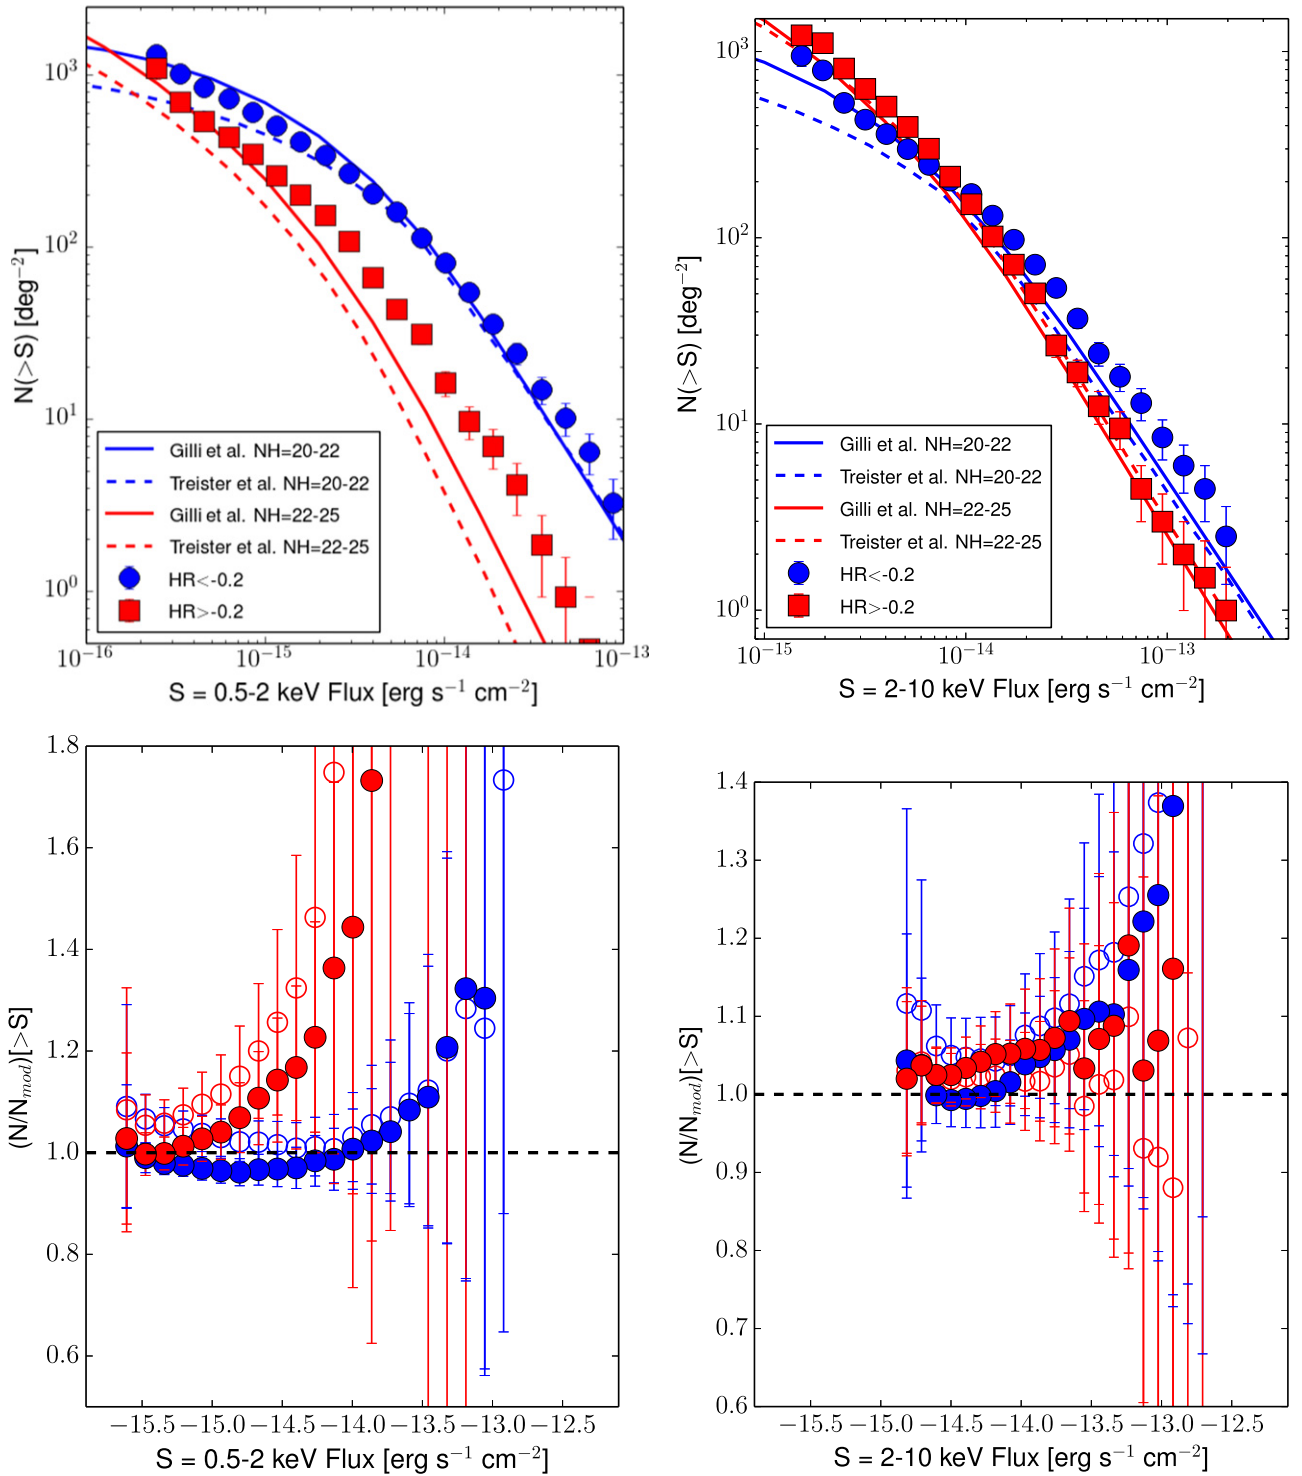 10³
10²
10¹
10⁰
N(>S) [deg⁻²]
Gilli et al. NH=20-22
Treister et al. NH=20-22
Gilli et al. NH=22-25
Treister et al. NH=22-25
HR<-0.2
HR>-0.2
10⁻¹⁶ 10⁻¹⁵ 10⁻¹⁴ 10⁻¹³
S = 0.5-2 keV Flux [erg s⁻¹ cm⁻²]
10³
10²
10¹
10⁰
N(>S) [deg⁻²]
Gilli et al. NH=20-22
Treister et al. NH=20-22
Gilli et al. NH=22-25
Treister et al. NH=22-25
HR<-0.2
HR>-0.2
10⁻¹⁵ 10⁻¹⁴ 10⁻¹³
S = 2-10 keV Flux [erg s⁻¹ cm⁻²]
1.8
1.6
1.4
1.2
1.0
0.8
0.6
(N/N_mod)[>S]
−15.5 −15.0 −14.5 −14.0 −13.5 −13.0 −12.5
S = 0.5-2 keV Flux [erg s⁻¹ cm⁻²]
1.4
1.3
1.2
1.1
1.0
0.9
0.8
0.7
0.6
(N/N_mod)[>S]
−15.5 −15.0 −14.5 −14.0 −13.5 −13.0 −12.5
S = 2-10 keV Flux [erg s⁻¹ cm⁻²]